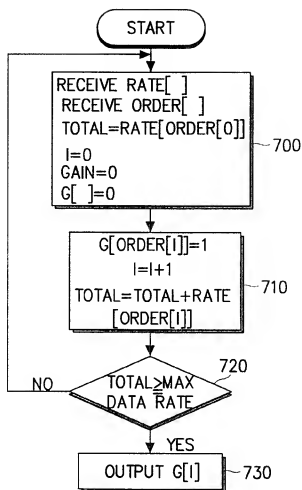 START
RECEIVE RATE[ ]
RECEIVE ORDER[ ]
TOTAL=RATE[ORDER[0]]
I=0
GAIN=0
G[ ]=0
700
G[ORDER[I]]=1
I=I+1
TOTAL=TOTAL+RATE
[ORDER[I]]
710
720
NO
TOTAL≧MAX
DATA RATE
YES
OUTPUT G[I]
730